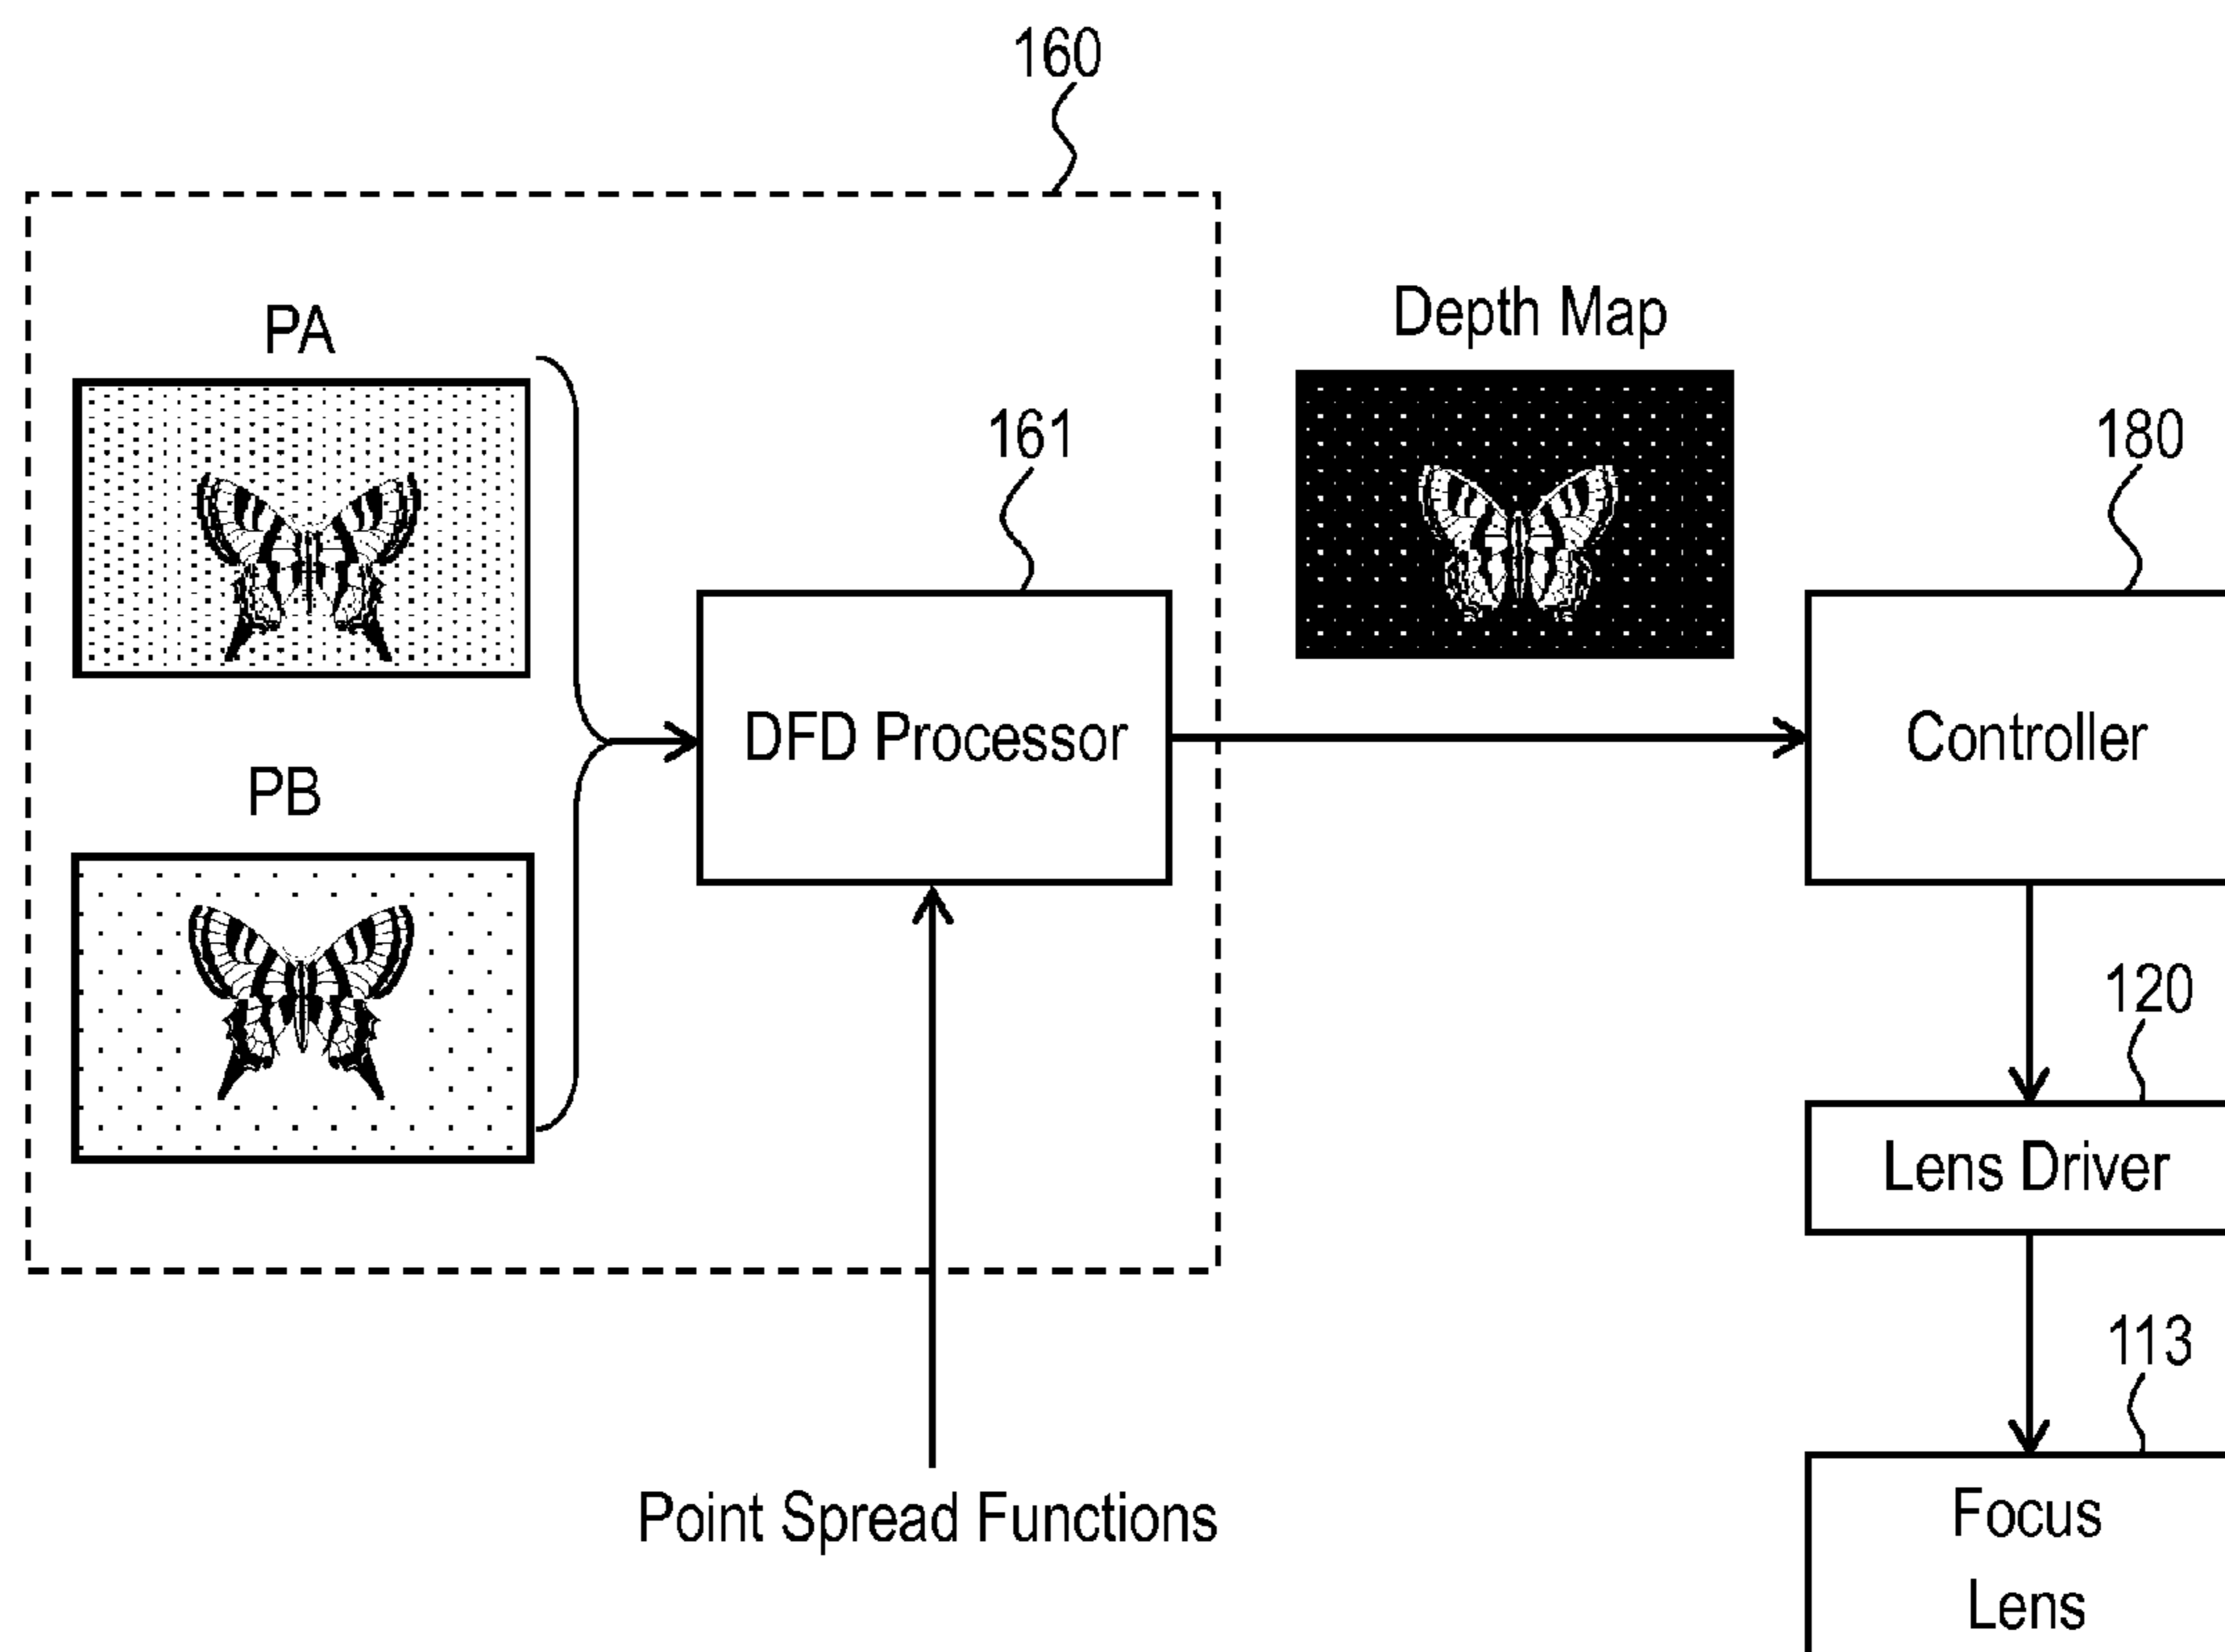 160
PA
Depth Map
161
180
DFD Processor
Controller
PB
120
Lens Driver
113
Point Spread Functions
Focus
Lens